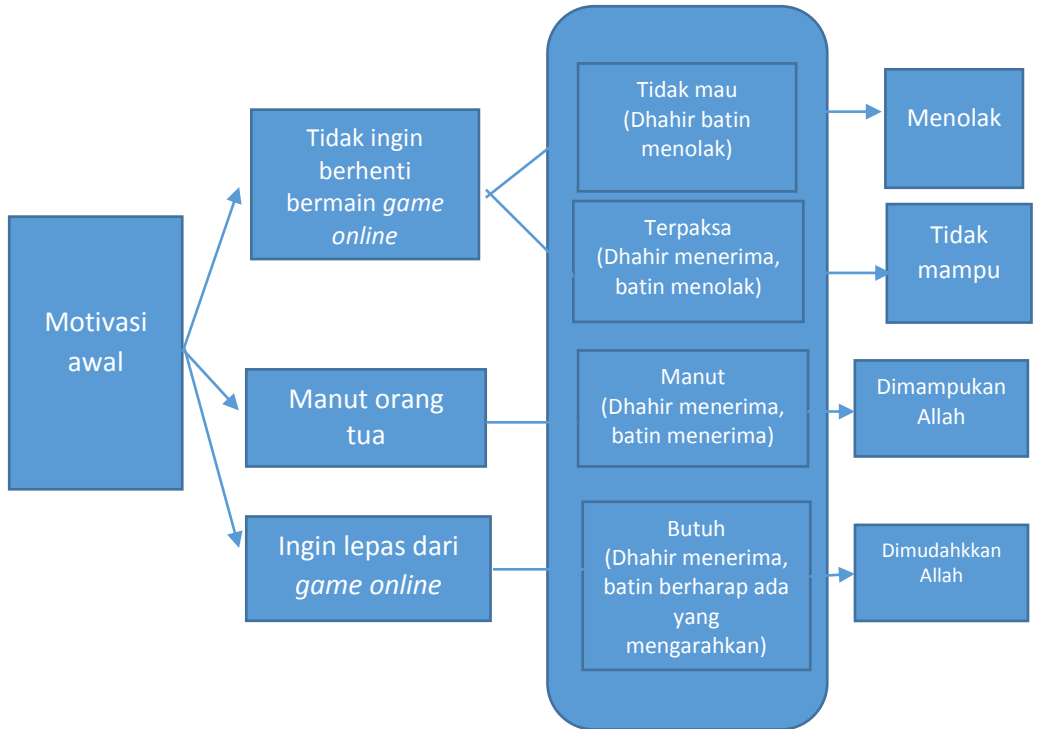 Motivasi
awal
Tidak ingin
berhenti
bermain game
online
Manut orang
tua
Ingin lepas dari
game online
Tidak mau
(Dhahir batin
menolak)
Terpaksa
(Dhahir menerima,
batin menolak)
Manut
(Dhahir menerima,
batin menerima)
Butuh
(Dhahir menerima,
batin berharap ada
yang
mengarahkan)
Menolak
Tidak
mampu
Dimampukan
Allah
Dimudahkkan
Allah